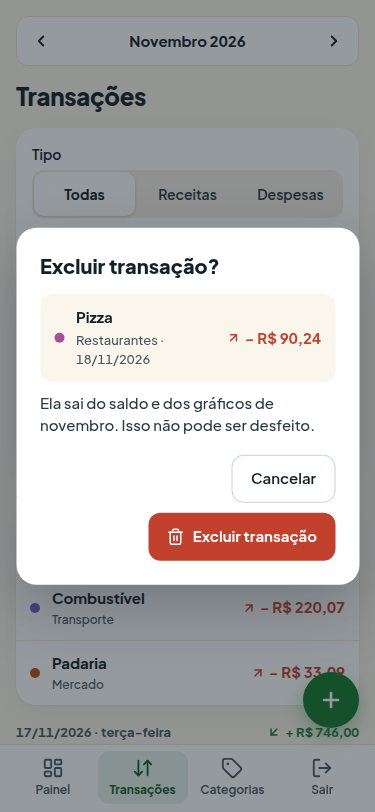 Novembro 2026
Transações
Tipo
Todas Receitas Despesas
Excluir transação?
Pizza
Restaurantes ·
18/11/2026
− R$ 90,24
Ela sai do saldo e dos gráficos de
novembro. Isso não pode ser desfeito.
Cancelar
Excluir transação
Combustível
Transporte
− R$ 220,07
Padaria
Mercado
− R$ 33,09
17/11/2026 · terça-feira + R$ 746,00
Painel Transações Categorias Sair